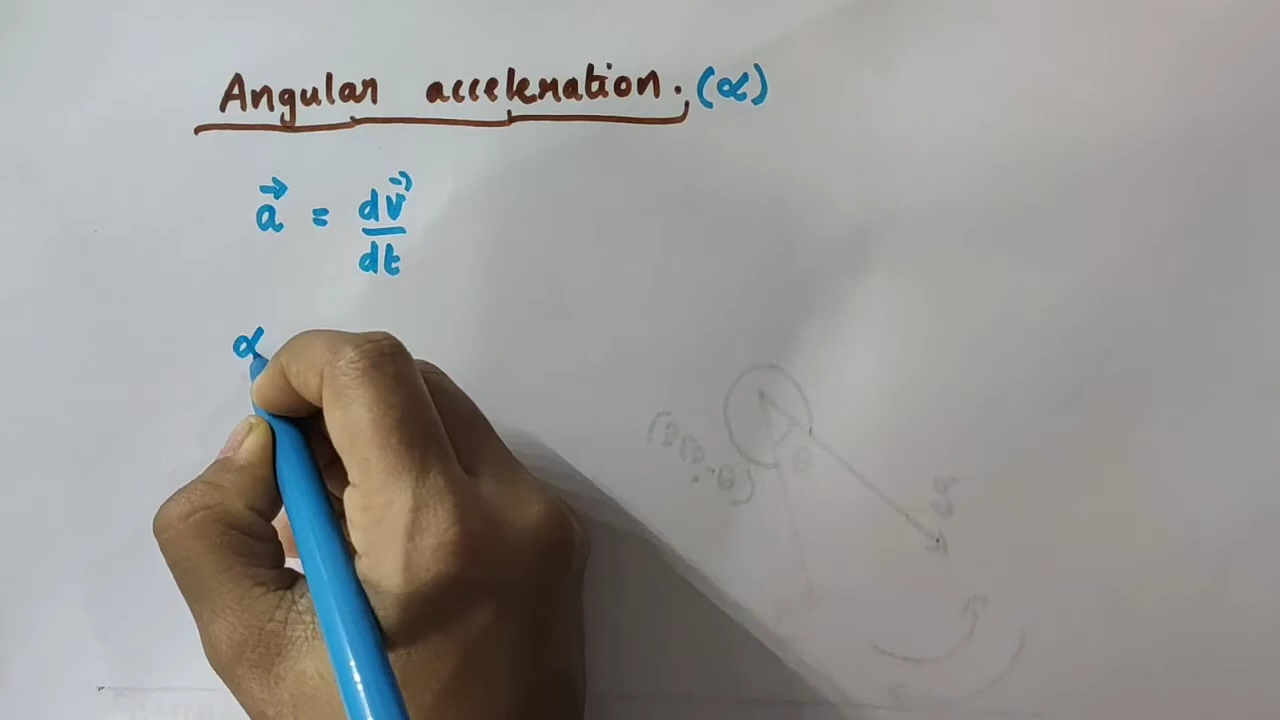 Angular acceleration. (α)
a⃗ = dv⃗/dt
α